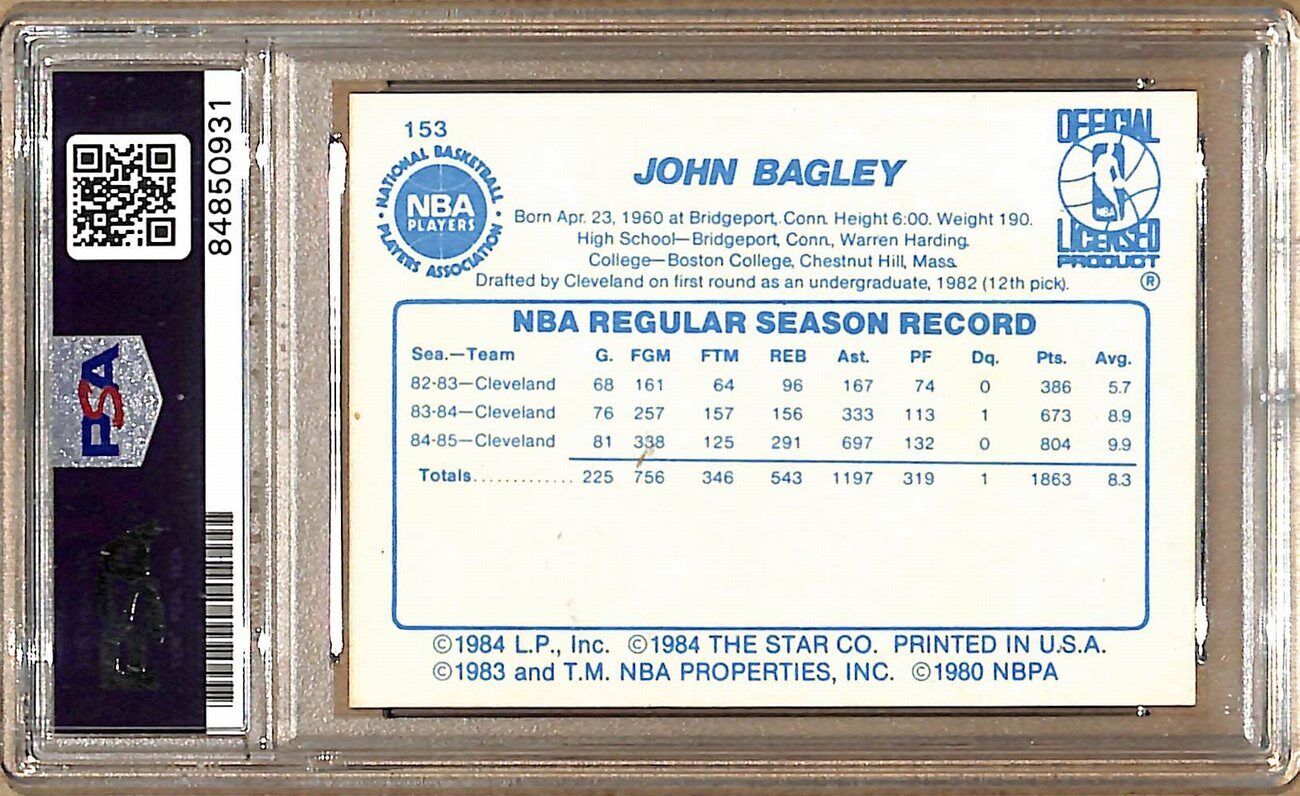 84850931
PSA
153
NATIONAL BASKETBALL
NBA
PLAYERS
PLAYERS ASSOCIATION
OFFICIAL
NBA
LICENSED
PRODUCT
®
JOHN BAGLEY
Born Apr. 23, 1960 at Bridgeport, Conn. Height 6:00. Weight 190.
High School—Bridgeport, Conn., Warren Harding.
College—Boston College, Chestnut Hill, Mass.
Drafted by Cleveland on first round as an undergraduate, 1982 (12th pick).
NBA REGULAR SEASON RECORD
Sea.—Team G. FGM FTM REB Ast. PF Dq. Pts. Avg.
82-83—Cleveland 68 161 64 96 167 74 0 386 5.7
83-84—Cleveland 76 257 157 156 333 113 1 673 8.9
84-85—Cleveland 81 338 125 291 697 132 0 804 9.9
Totals............. 225 756 346 543 1197 319 1 1863 8.3
©1984 L.P., Inc. ©1984 THE STAR CO. PRINTED IN U.S.A.
©1983 and T.M. NBA PROPERTIES, INC. ©1980 NBPA